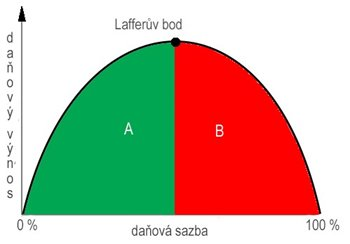 Lafferův bod
daňový výnos
A
B
0 %
daňová sazba
100 %